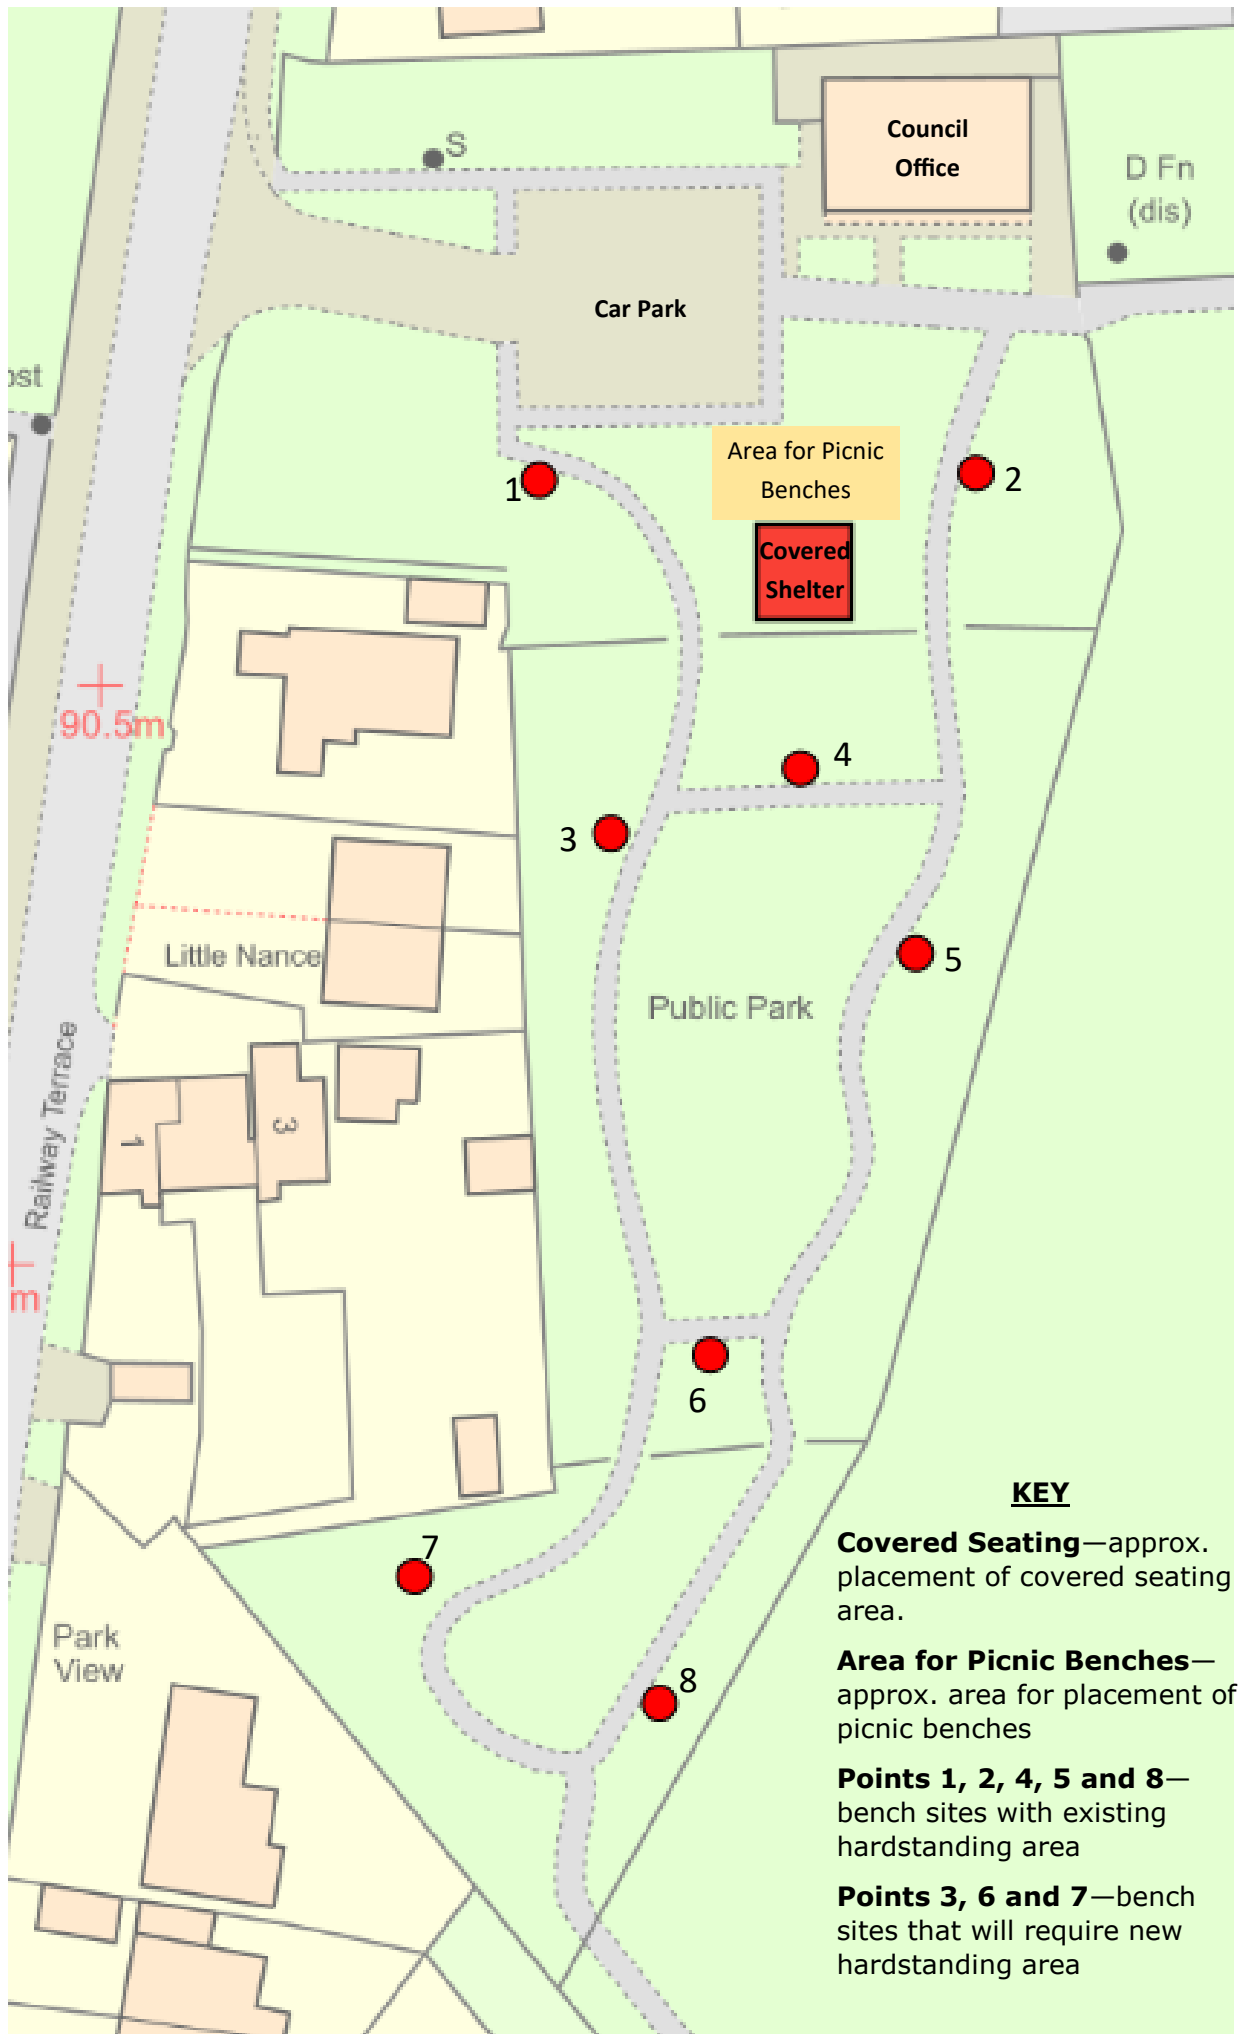 Council
Office
S
D Fn
(dis)
Car Park
ost
Area for Picnic
Benches
1
2
Covered
Shelter
90.5m
4
3
Little Nance
5
Public Park
Railway Terrace
1
3
m
6
7
Park
View
8
KEY
Covered Seating—approx.
placement of covered seating
area.
Area for Picnic Benches—
approx. area for placement of
picnic benches
Points 1, 2, 4, 5 and 8—
bench sites with existing
hardstanding area
Points 3, 6 and 7—bench
sites that will require new
hardstanding area